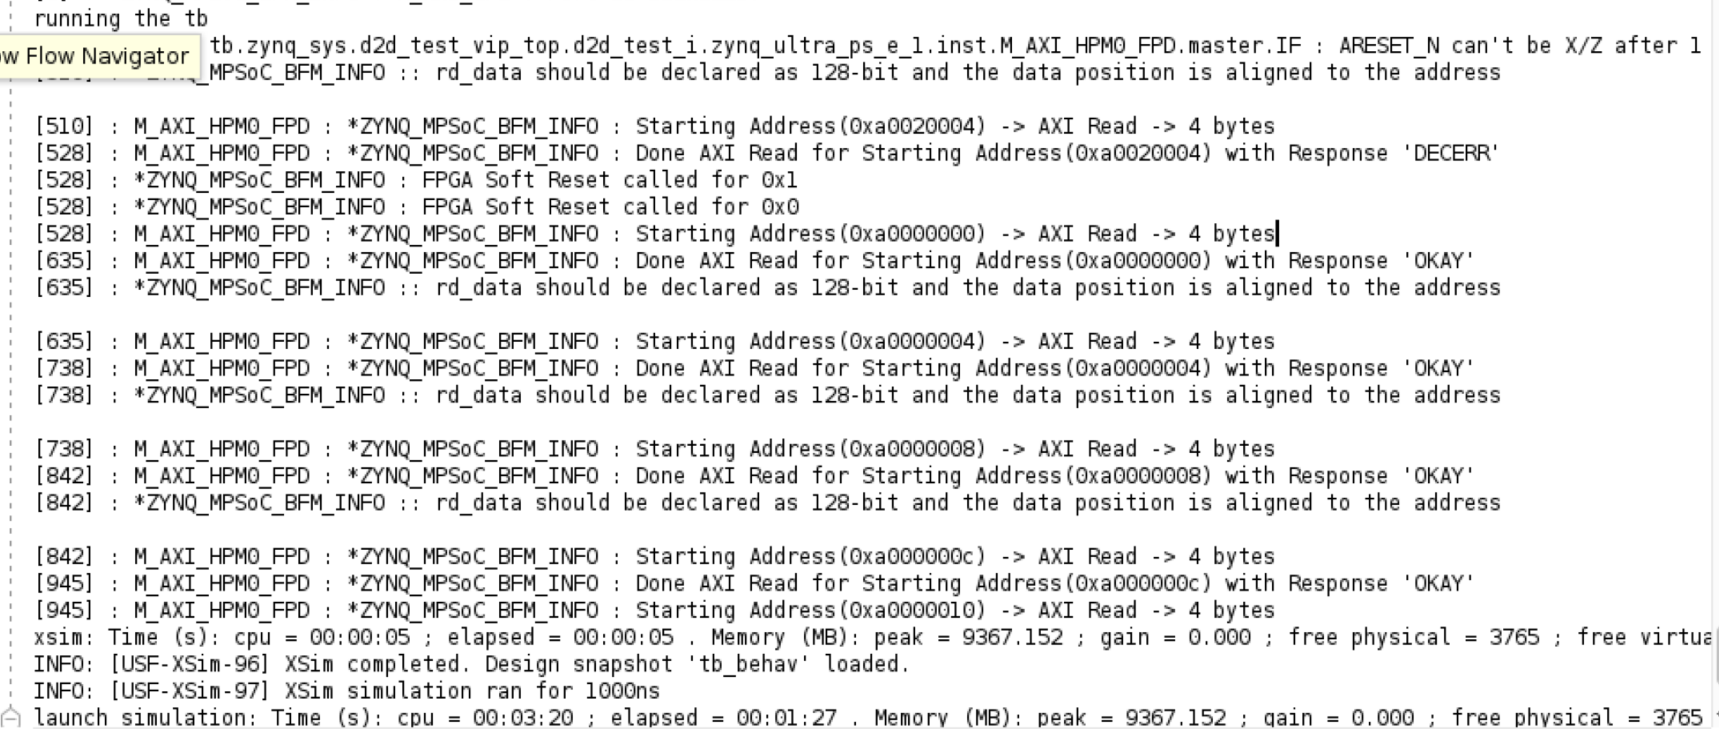 running the tb
ow Flow Navigator
tb.zynq_sys.d2d_test_vip_top.d2d_test_i.zynq_ultra_ps_e_1.inst.M_AXI_HPM0_FPD.master.IF : ARESET_N can't be X/Z after 1
_MPSoC_BFM_INFO :: rd_data should be declared as 128-bit and the data position is aligned to the address
[510] : M_AXI_HPM0_FPD : *ZYNQ_MPSoC_BFM_INFO : Starting Address(0xa0020004) -> AXI Read -> 4 bytes
[528] : M_AXI_HPM0_FPD : *ZYNQ_MPSoC_BFM_INFO : Done AXI Read for Starting Address(0xa0020004) with Response 'DECERR'
[528] : *ZYNQ_MPSoC_BFM_INFO : FPGA Soft Reset called for 0x1
[528] : *ZYNQ_MPSoC_BFM_INFO : FPGA Soft Reset called for 0x0
[528] : M_AXI_HPM0_FPD : *ZYNQ_MPSoC_BFM_INFO : Starting Address(0xa0000000) -> AXI Read -> 4 bytes
[635] : M_AXI_HPM0_FPD : *ZYNQ_MPSoC_BFM_INFO : Done AXI Read for Starting Address(0xa0000000) with Response 'OKAY'
[635] : *ZYNQ_MPSoC_BFM_INFO :: rd_data should be declared as 128-bit and the data position is aligned to the address
[635] : M_AXI_HPM0_FPD : *ZYNQ_MPSoC_BFM_INFO : Starting Address(0xa0000004) -> AXI Read -> 4 bytes
[738] : M_AXI_HPM0_FPD : *ZYNQ_MPSoC_BFM_INFO : Done AXI Read for Starting Address(0xa0000004) with Response 'OKAY'
[738] : *ZYNQ_MPSoC_BFM_INFO :: rd_data should be declared as 128-bit and the data position is aligned to the address
[738] : M_AXI_HPM0_FPD : *ZYNQ_MPSoC_BFM_INFO : Starting Address(0xa0000008) -> AXI Read -> 4 bytes
[842] : M_AXI_HPM0_FPD : *ZYNQ_MPSoC_BFM_INFO : Done AXI Read for Starting Address(0xa0000008) with Response 'OKAY'
[842] : *ZYNQ_MPSoC_BFM_INFO :: rd_data should be declared as 128-bit and the data position is aligned to the address
[842] : M_AXI_HPM0_FPD : *ZYNQ_MPSoC_BFM_INFO : Starting Address(0xa000000c) -> AXI Read -> 4 bytes
[945] : M_AXI_HPM0_FPD : *ZYNQ_MPSoC_BFM_INFO : Done AXI Read for Starting Address(0xa000000c) with Response 'OKAY'
[945] : M_AXI_HPM0_FPD : *ZYNQ_MPSoC_BFM_INFO : Starting Address(0xa0000010) -> AXI Read -> 4 bytes
xsim: Time (s): cpu = 00:00:05 ; elapsed = 00:00:05 . Memory (MB): peak = 9367.152 ; gain = 0.000 ; free physical = 3765 ; free virtua
INFO: [USF-XSim-96] XSim completed. Design snapshot 'tb_behav' loaded.
INFO: [USF-XSim-97] XSim simulation ran for 1000ns
launch_simulation: Time (s): cpu = 00:03:20 ; elapsed = 00:01:27 . Memory (MB): peak = 9367.152 ; gain = 0.000 ; free physical = 3765